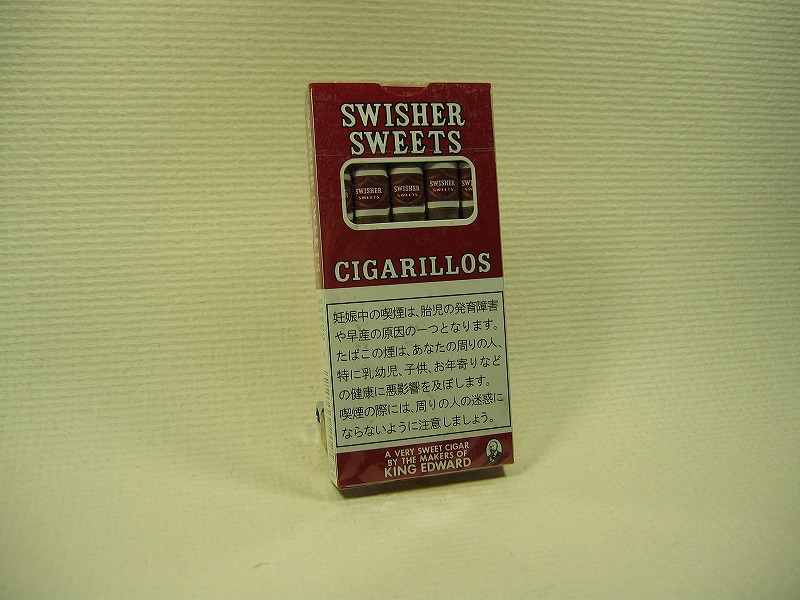 SWISHER
SWEETS
SWISHER
SWEETS
SWISHER
SWEETS
SWISHER
SWEETS
CIGARILLOS
妊娠中の喫煙は、胎児の発育障害
や早産の原因の一つとなります。
たばこの煙は、あなたの周りの人、
特に乳幼児、子供、お年寄りなど
の健康に悪影響を及ぼします。
喫煙の際には、周りの人の迷惑に
ならないように注意しましょう。
A VERY SWEET CIGAR
BY THE MAKERS OF
KING EDWARD